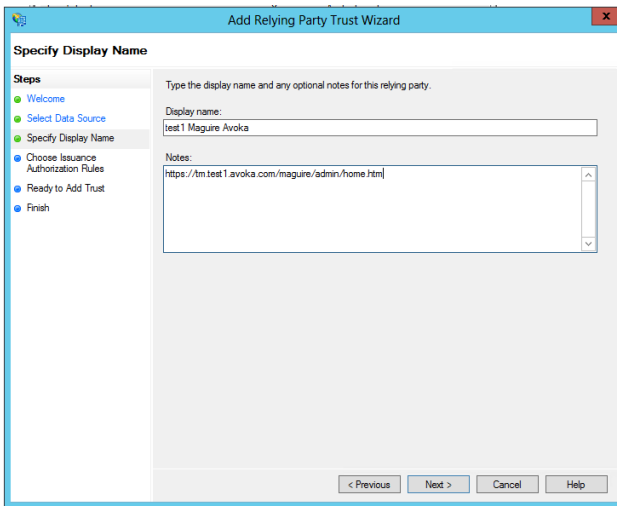 Add Relying Party Trust Wizard
x
Specify Display Name
Steps
Welcome
Select Data Source
Specify Display Name
Choose Issuance
Authorization Rules
Ready to Add Trust
Finish
Type the display name and any optional notes for this relying party.
Display name:
test1 Maguire Avoka
Notes:
https://tm.test1.avoka.com/maguire/admin/home.htm
< Previous
Next >
Cancel
Help